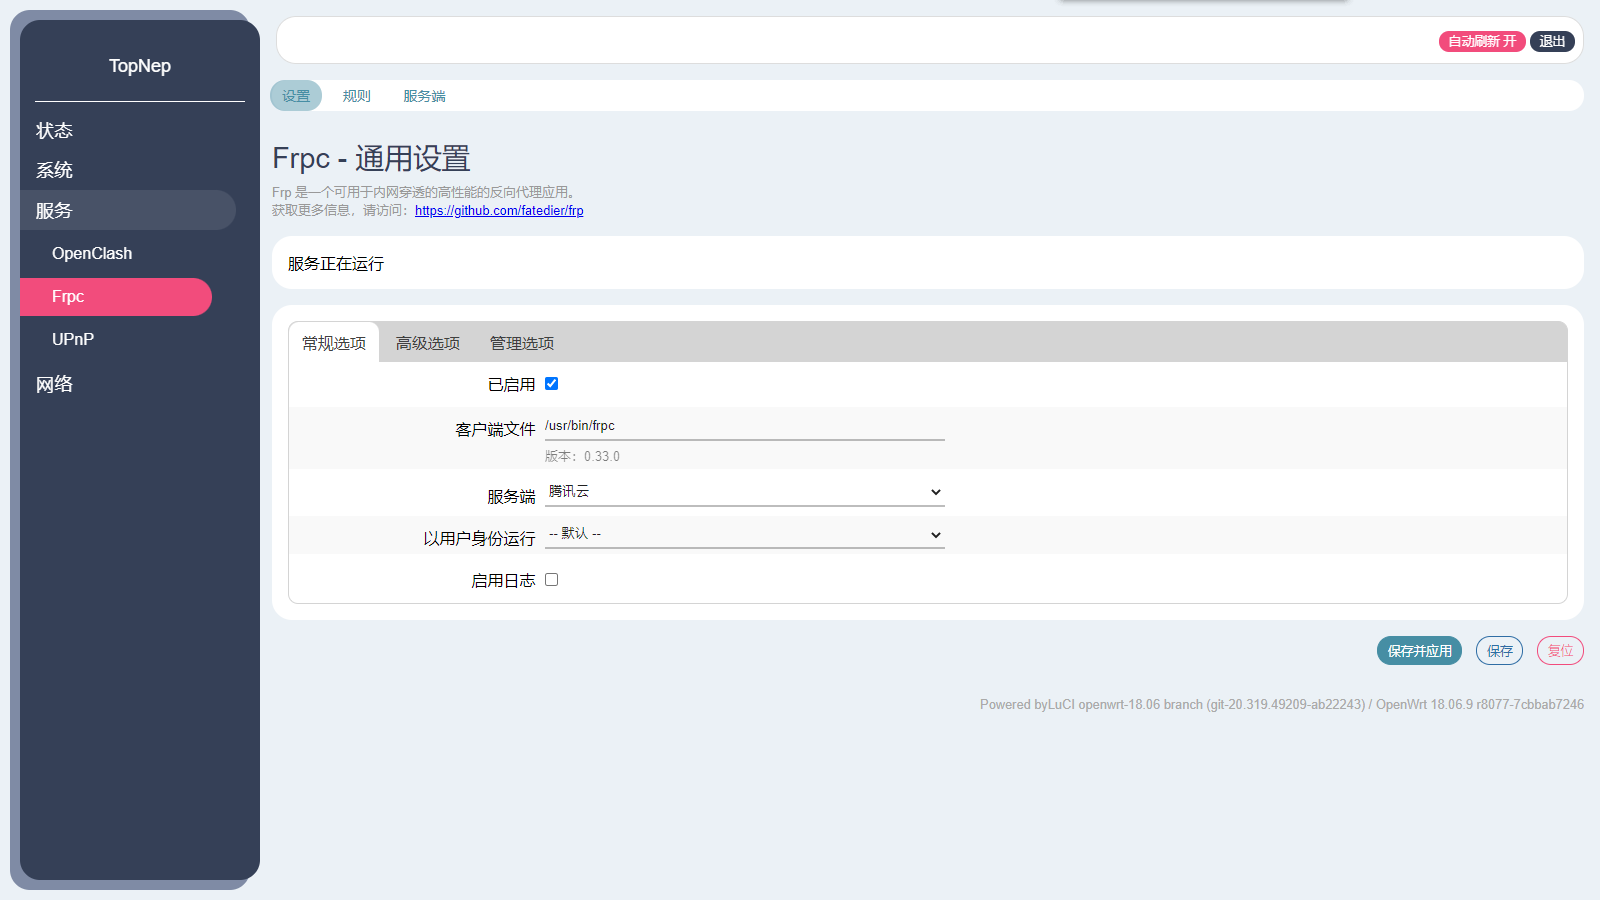 TopNep
状态
系统
服务
OpenClash
Frpc
UPnP
网络
自动刷新 开
退出
设置
规则
服务端
Frpc - 通用设置
Frp 是一个可用于内网穿透的高性能的反向代理应用。
获取更多信息，请访问：https://github.com/fatedier/frp
服务正在运行
常规选项
高级选项
管理选项
已启用
客户端文件 /usr/bin/frpc
版本：0.33.0
服务端 腾讯云
以用户身份运行 -- 默认 --
启用日志
保存并应用
保存
复位
Powered byLuCI openwrt-18.06 branch (git-20.319.49209-ab22243) / OpenWrt 18.06.9 r8077-7cbbab7246